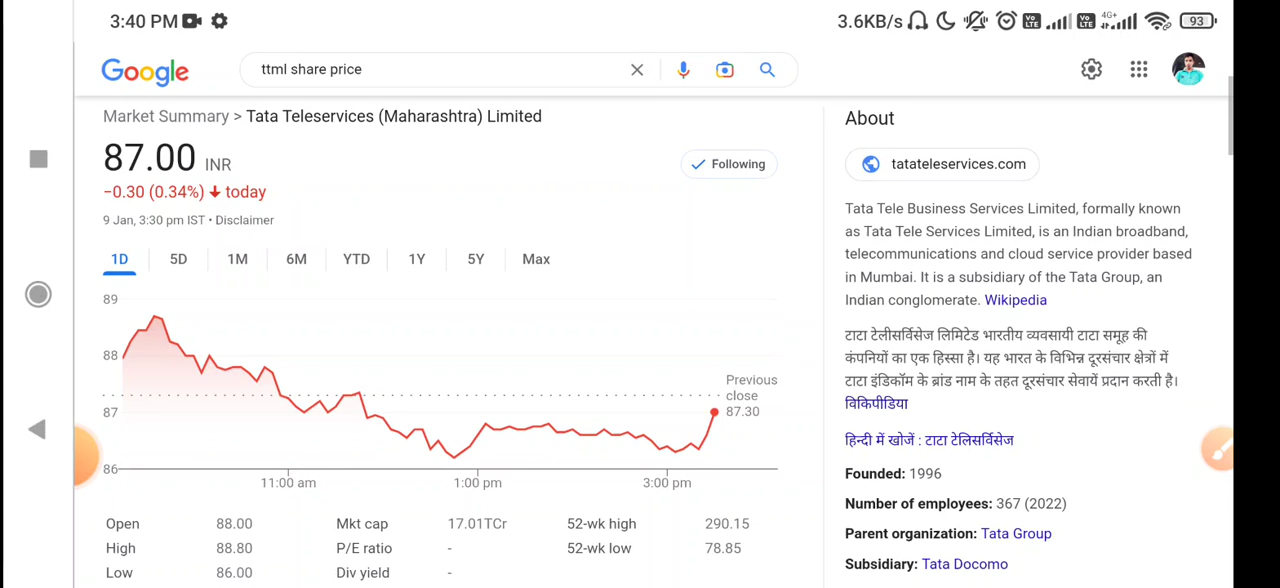 3:40 PM
3.6KB/s
Vo LTE
Vo LTE
4G+
93
Google
ttml share price
Market Summary > Tata Teleservices (Maharashtra) Limited
87.00 INR
Following
−0.30 (0.34%) today
9 Jan, 3:30 pm IST • Disclaimer
1D 5D 1M 6M YTD 1Y 5Y Max
89
88
87
86
Previous
close
87.30
11:00 am 1:00 pm 3:00 pm
Open 88.00 Mkt cap 17.01TCr 52-wk high 290.15
High 88.80 P/E ratio - 52-wk low 78.85
Low 86.00 Div yield -
About
tatateleservices.com
Tata Tele Business Services Limited, formally known
as Tata Tele Services Limited, is an Indian broadband,
telecommunications and cloud service provider based
in Mumbai. It is a subsidiary of the Tata Group, an
Indian conglomerate. Wikipedia
टाटा टेलीसर्विसेज लिमिटेड भारतीय व्यवसायी टाटा समूह की
कंपनियों का एक हिस्सा है। यह भारत के विभिन्न दूरसंचार क्षेत्रों में
टाटा इंडिकॉम के ब्रांड नाम के तहत दूरसंचार सेवायें प्रदान करती है।
विकिपीडिया
हिन्दी में खोजें : टाटा टेलिसर्विसेज
Founded: 1996
Number of employees: 367 (2022)
Parent organization: Tata Group
Subsidiary: Tata Docomo